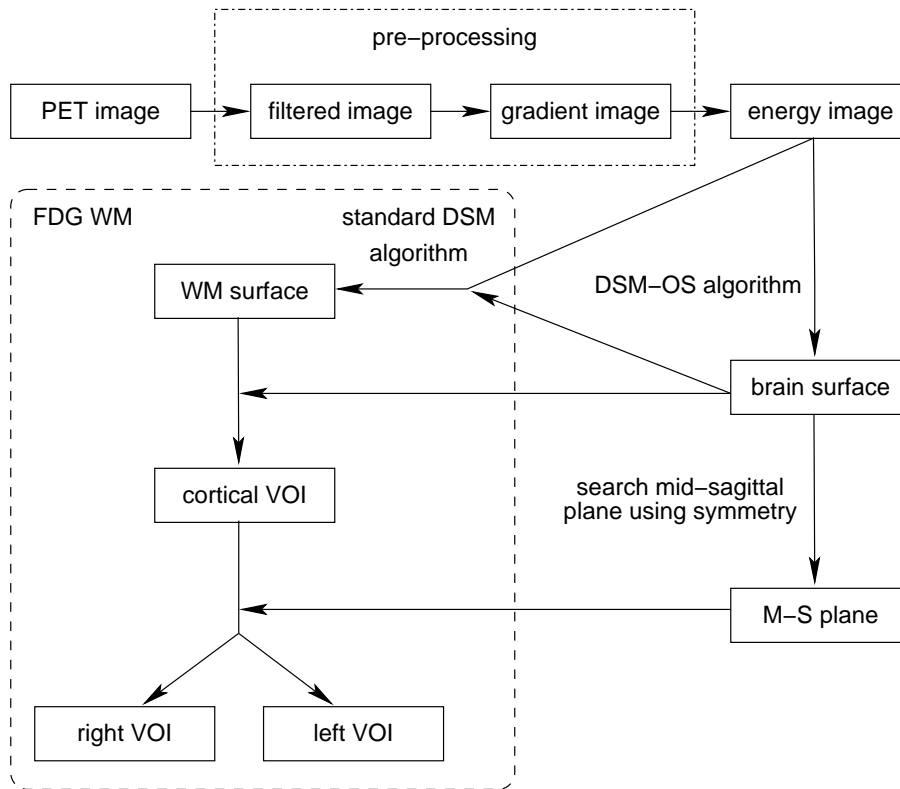 pre−processing
PET image
filtered image
gradient image
energy image
FDG WM
standard DSM
algorithm
WM surface
DSM−OS algorithm
brain surface
cortical VOI
search mid−sagittal
plane using symmetry
M−S plane
right VOI
left VOI